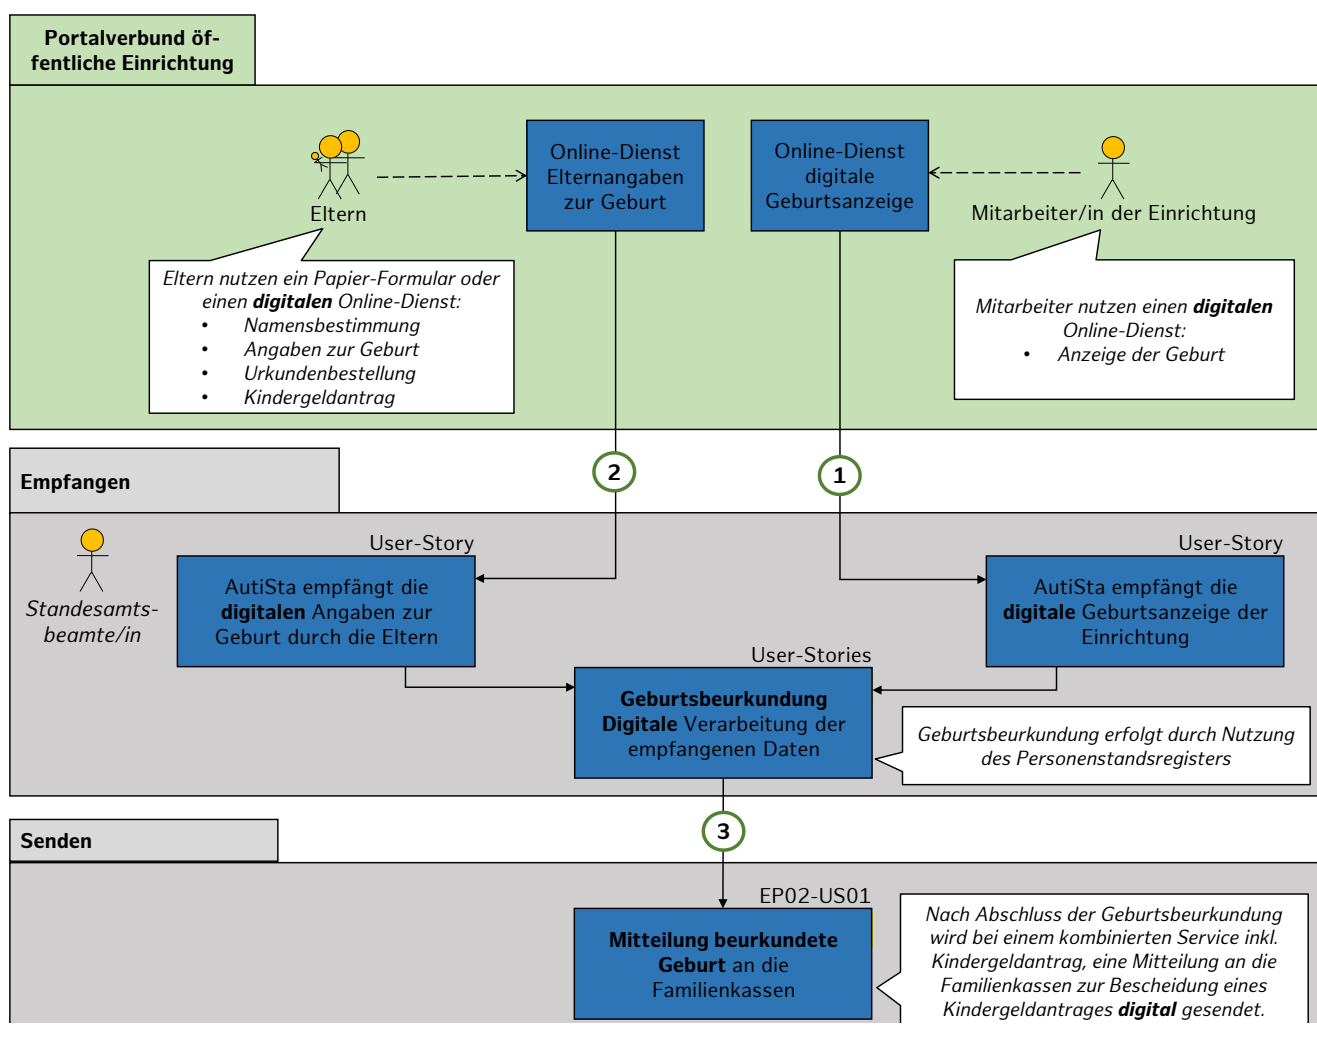 Portalverbund öf-
fentliche Einrichtung
Online-Dienst
Elternangaben
zur Geburt
Online-Dienst
digitale
Geburtsanzeige
Eltern
Mitarbeiter/in der Einrichtung
Eltern nutzen ein Papier-Formular oder
einen digitalen Online-Dienst:
• Namensbestimmung
• Angaben zur Geburt
• Urkundenbestellung
• Kindergeldantrag
Mitarbeiter nutzen einen digitalen
Online-Dienst:
• Anzeige der Geburt
2
1
Empfangen
Standesamts-
beamte/in
User-Story
AutiSta empfängt die
digitalen Angaben zur
Geburt durch die Eltern
User-Story
AutiSta empfängt die
digitale Geburtsanzeige der
Einrichtung
User-Stories
Geburtsbeurkundung
Digitale Verarbeitung der
empfangenen Daten
Geburtsbeurkundung erfolgt durch Nutzung
des Personenstandsregisters
3
Senden
EP02-US01
Mitteilung beurkundete
Geburt an die
Familienkassen
Nach Abschluss der Geburtsbeurkundung
wird bei einem kombinierten Service inkl.
Kindergeldantrag, eine Mitteilung an die
Familienkassen zur Bescheidung eines
Kindergeldantrages digital gesendet.